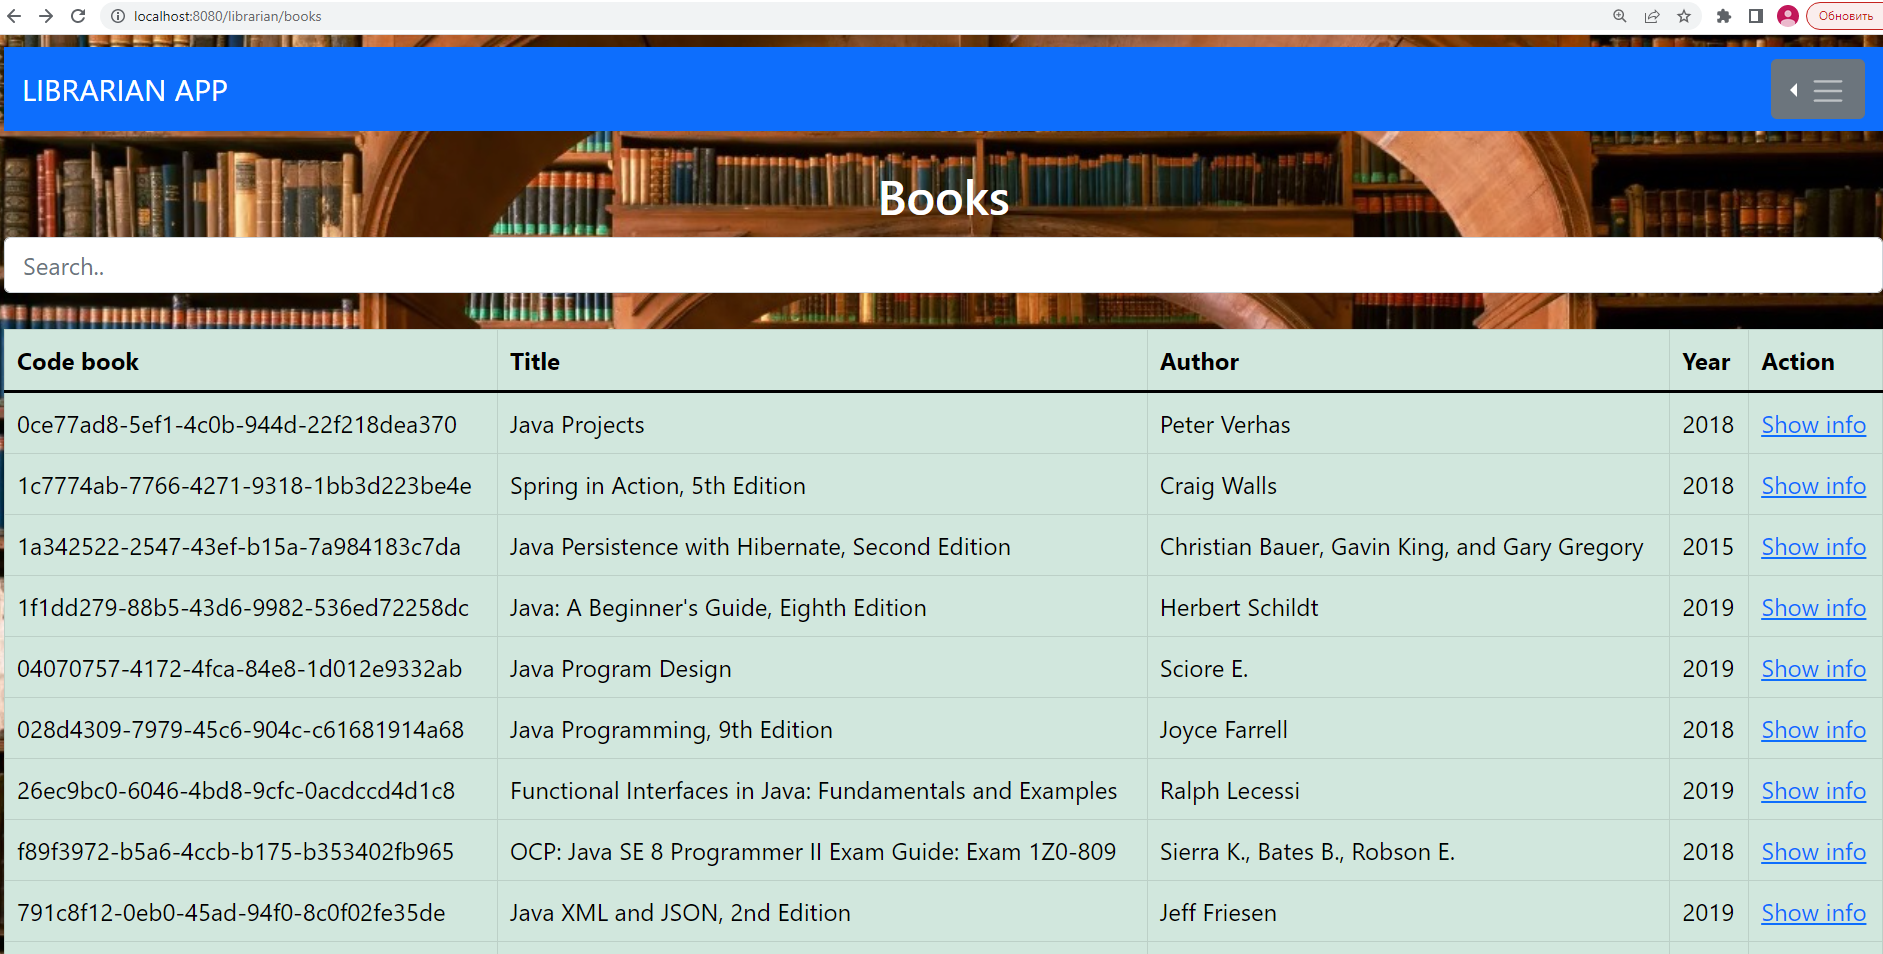 localhost:8080/librarian/books
Обновить
LIBRARIAN APP
Books
Search..
Code book Title Author Year Action
0ce77ad8-5ef1-4c0b-944d-22f218dea370 Java Projects Peter Verhas 2018 Show info
1c7774ab-7766-4271-9318-1bb3d223be4e Spring in Action, 5th Edition Craig Walls 2018 Show info
1a342522-2547-43ef-b15a-7a984183c7da Java Persistence with Hibernate, Second Edition Christian Bauer, Gavin King, and Gary Gregory 2015 Show info
1f1dd279-88b5-43d6-9982-536ed72258dc Java: A Beginner's Guide, Eighth Edition Herbert Schildt 2019 Show info
04070757-4172-4fca-84e8-1d012e9332ab Java Program Design Sciore E. 2019 Show info
028d4309-7979-45c6-904c-c61681914a68 Java Programming, 9th Edition Joyce Farrell 2018 Show info
26ec9bc0-6046-4bd8-9cfc-0acdccd4d1c8 Functional Interfaces in Java: Fundamentals and Examples Ralph Lecessi 2019 Show info
f89f3972-b5a6-4ccb-b175-b353402fb965 OCP: Java SE 8 Programmer II Exam Guide: Exam 1Z0-809 Sierra K., Bates B., Robson E. 2018 Show info
791c8f12-0eb0-45ad-94f0-8c0f02fe35de Java XML and JSON, 2nd Edition Jeff Friesen 2019 Show info